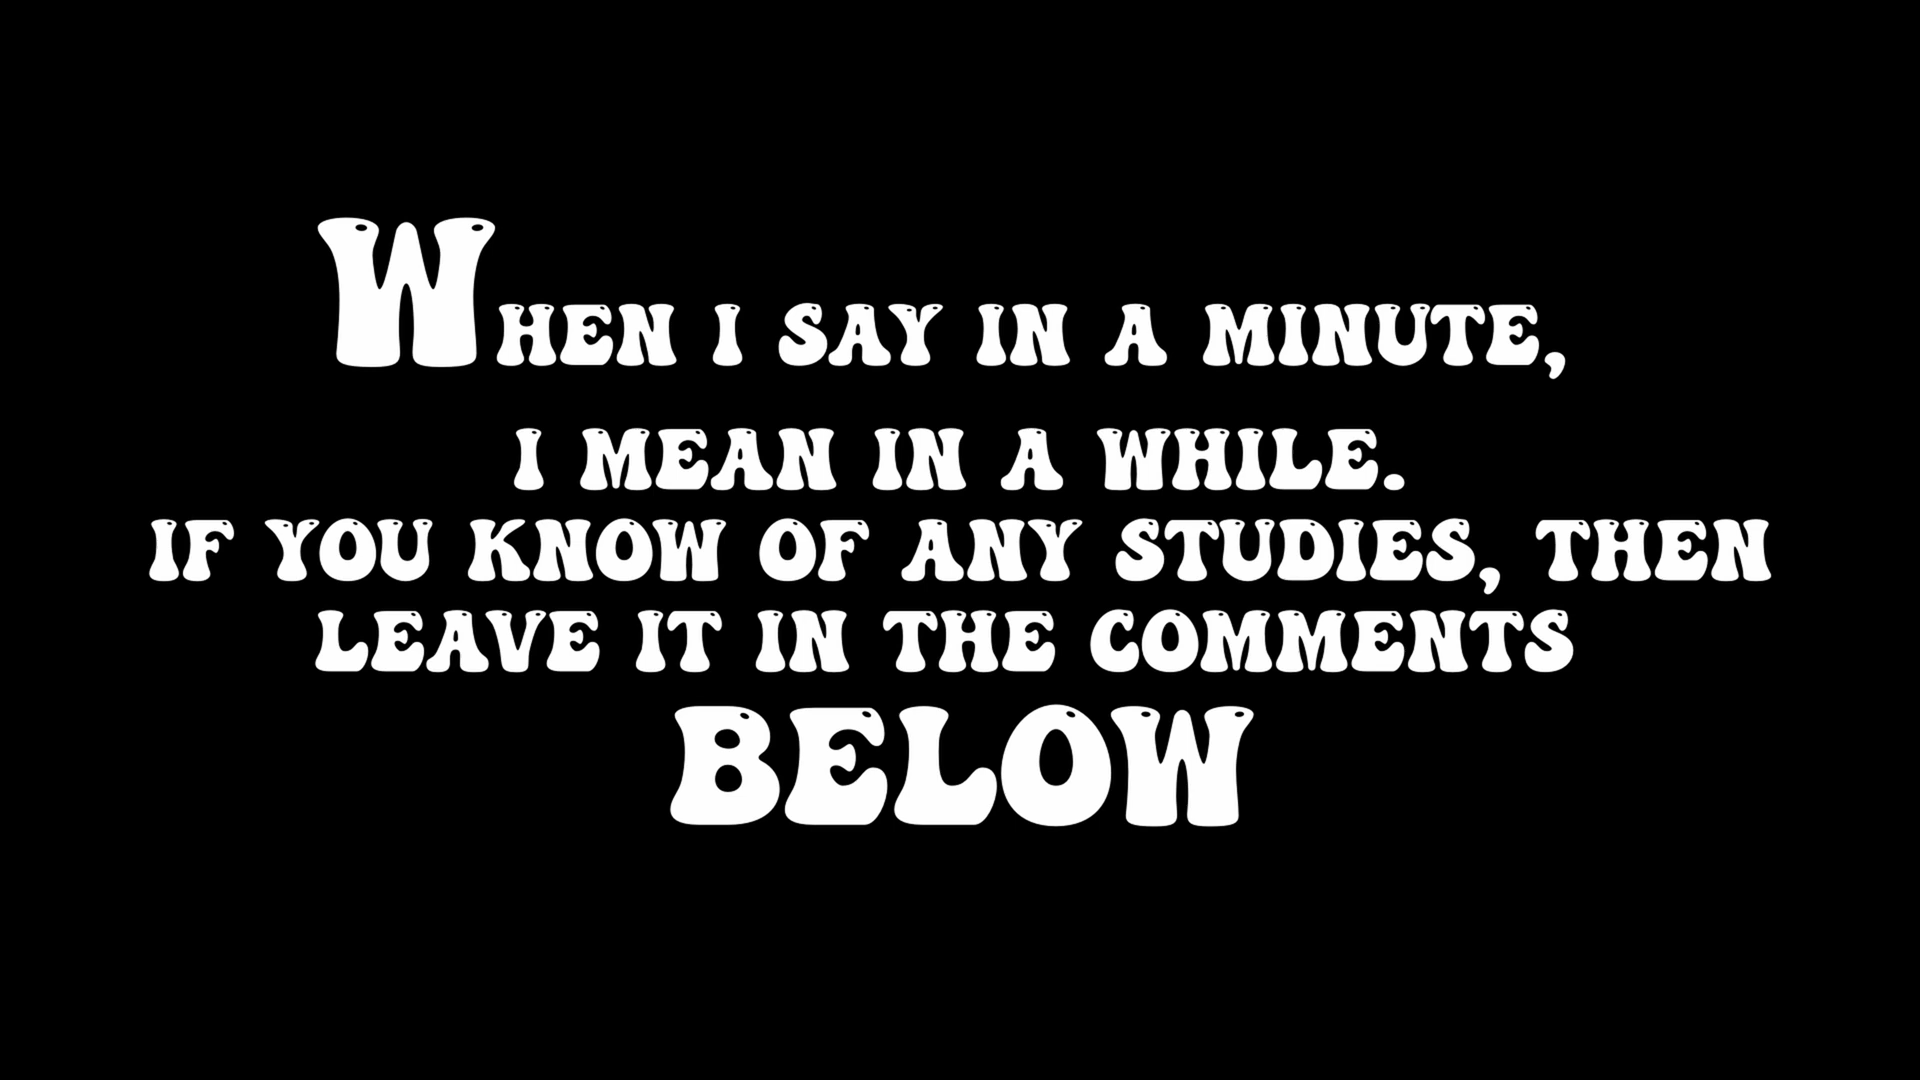 WHEN I SAY IN A MINUTE,
I MEAN IN A WHILE.
IF YOU KNOW OF ANY STUDIES, THEN
LEAVE IT IN THE COMMENTS
BELOW